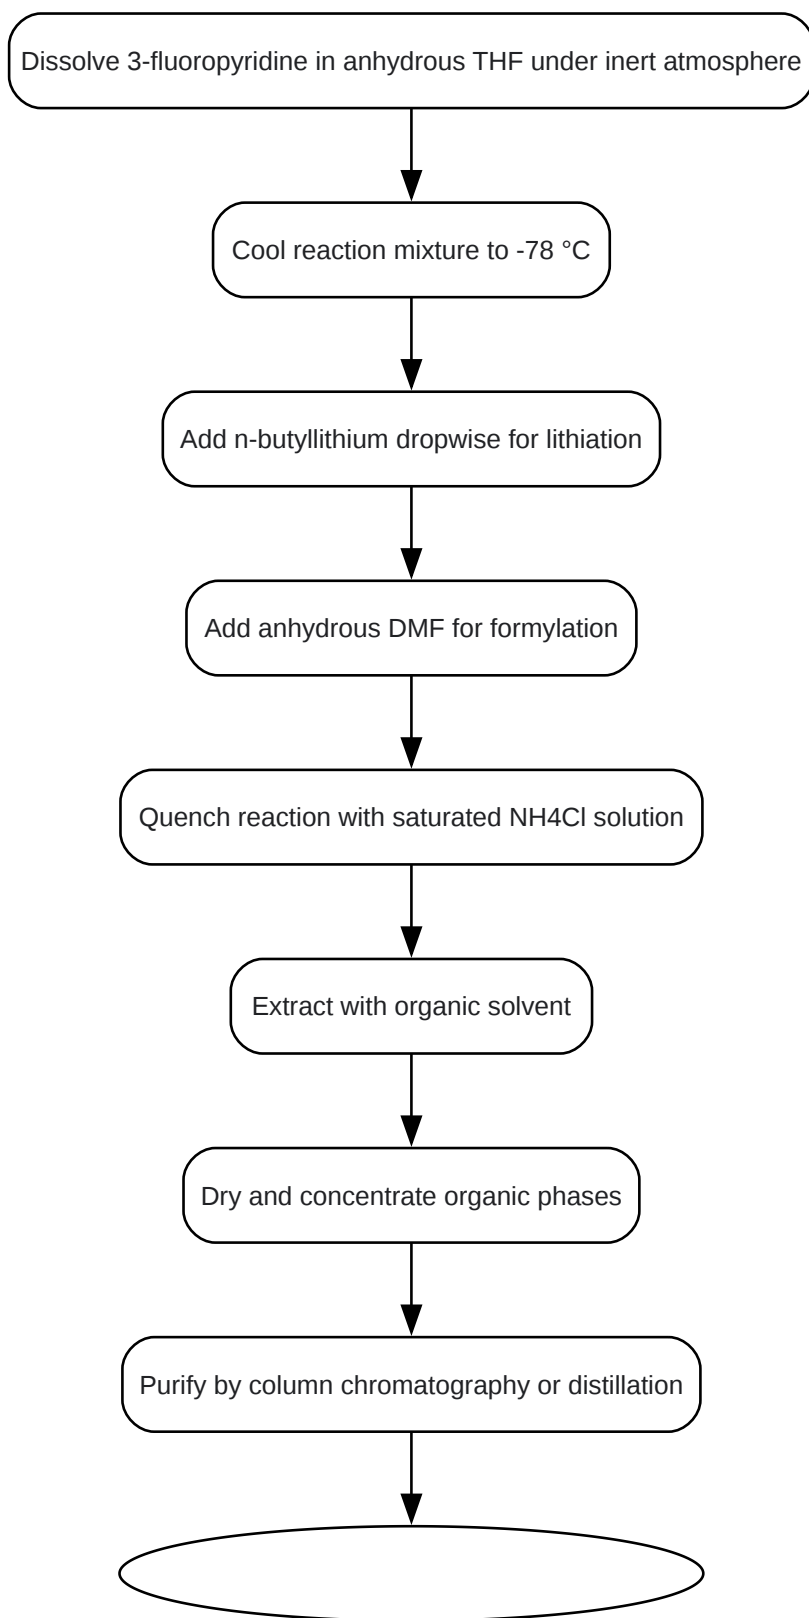 Dissolve 3-fluoropyridine in anhydrous THF under inert atmosphere
Cool reaction mixture to -78 °C
Add n-butyllithium dropwise for lithiation
Add anhydrous DMF for formylation
Quench reaction with saturated NH4Cl solution
Extract with organic solvent
Dry and concentrate organic phases
Purify by column chromatography or distillation